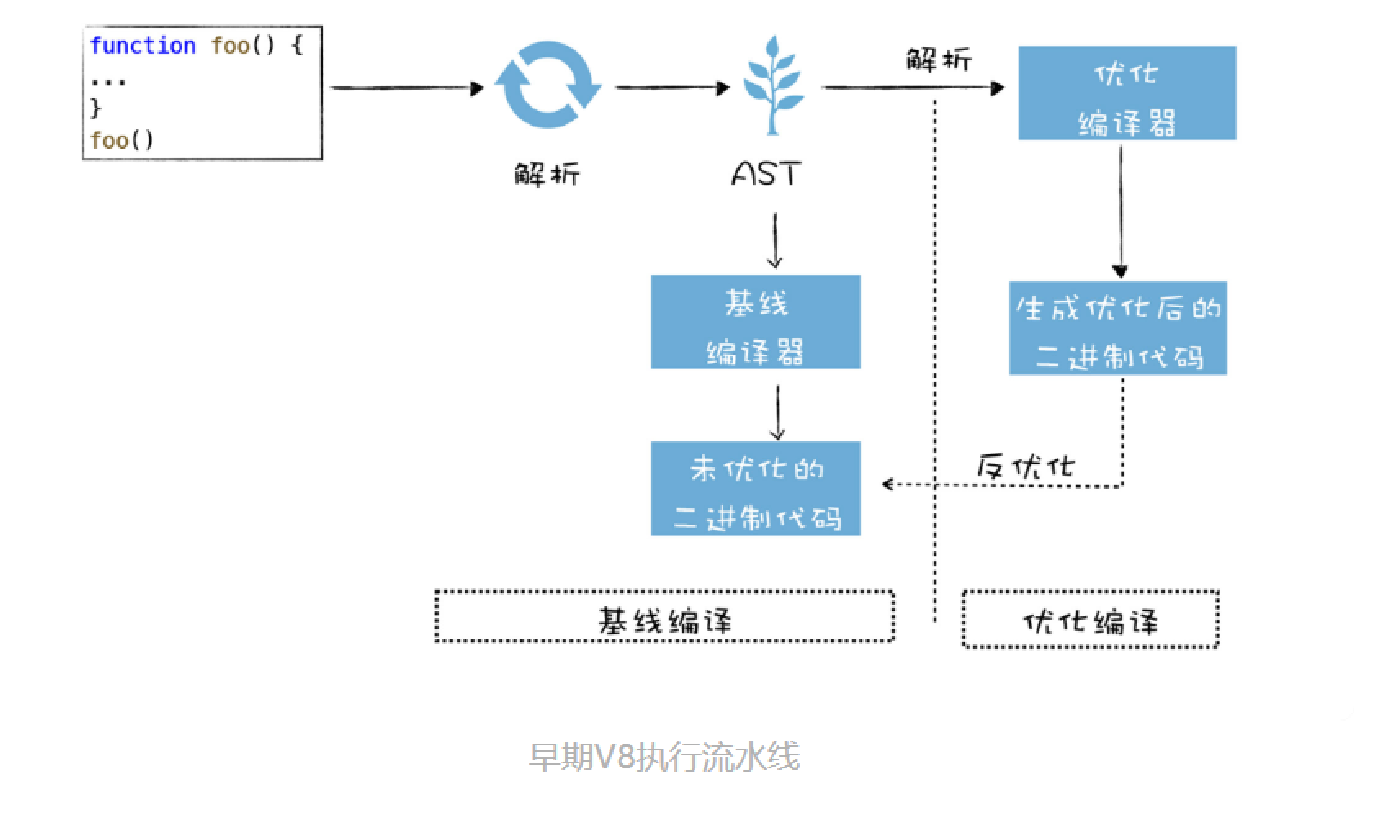 function foo() {
...
}
foo()
解析
AST
解析
优化
编译器
基线
编译器
生成优化后的
二进制代码
未优化的
二进制代码
反优化
基线编译
优化编译
早期V8执行流水线